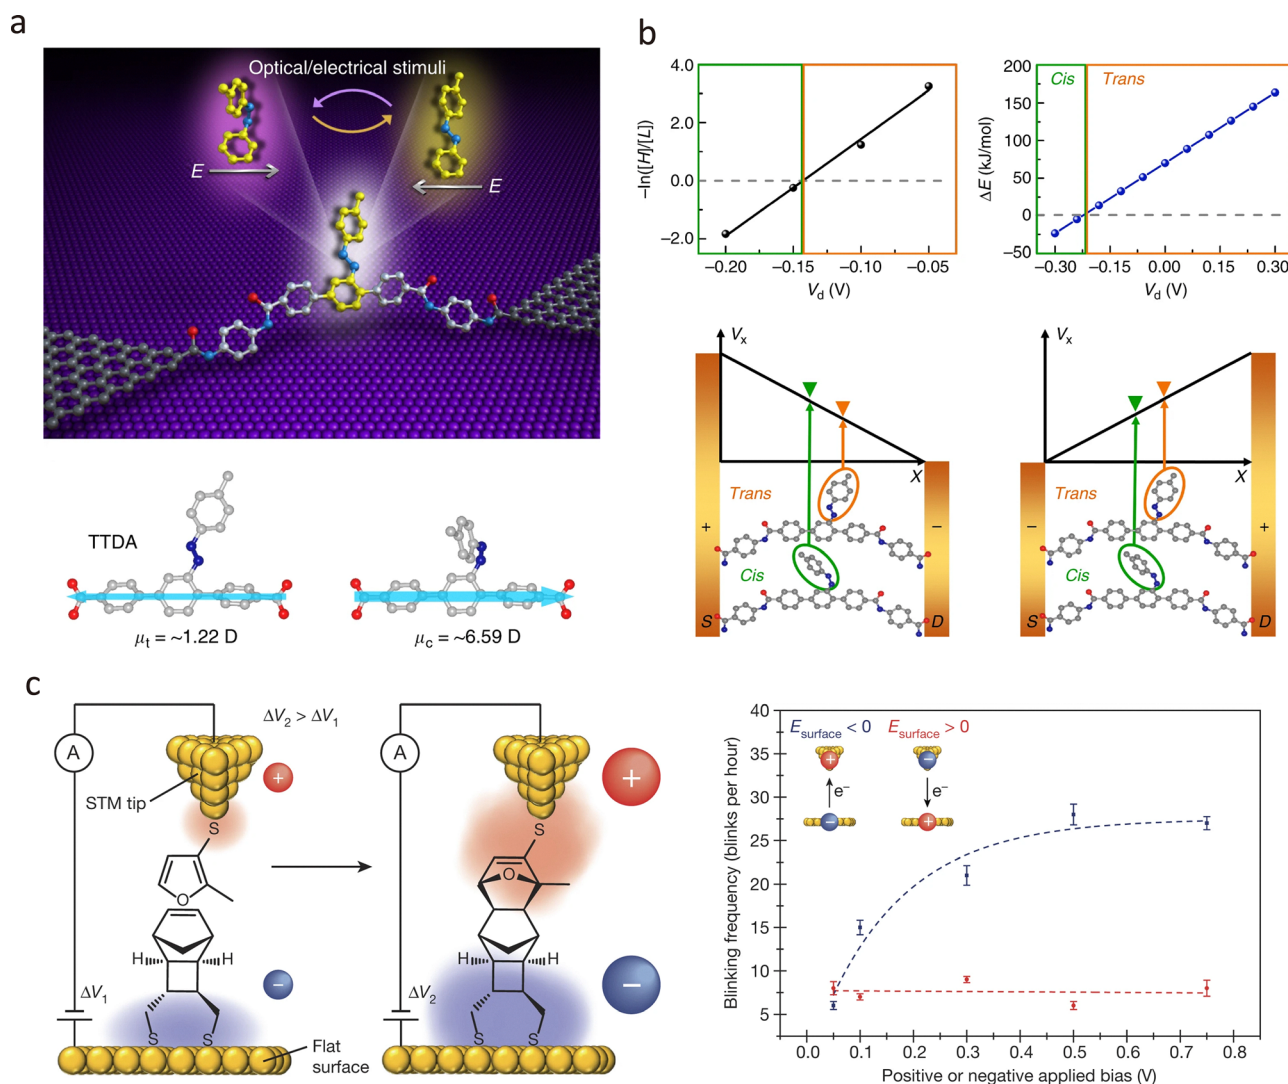 a
Optical/electrical stimuli
E
E
TTDA
μt = ~1.22 D
μc = ~6.59 D
b
4.0
2.0
0.0
−2.0
−ln([H]/[L])
−0.20
−0.15
−0.10
−0.05
Vd (V)
Cis
Trans
200
150
100
50
0
−50
ΔE (kJ/mol)
−0.30
−0.15
0.00
0.15
0.30
Vd (V)
Vx
X
Trans
+
−
Cis
S
D
Vx
X
Trans
−
+
Cis
S
D
c
ΔV2 > ΔV1
A
STM tip
+
S
O
H
H
−
ΔV1
S
S
Flat
surface
A
+
S
O
H
H
−
ΔV2
S
S
40
35
30
25
20
15
10
5
Blinking frequency (blinks per hour)
Esurface < 0
Esurface > 0
+
−
e−
e−
−
+
0.0
0.1
0.2
0.3
0.4
0.5
0.6
0.7
0.8
Positive or negative applied bias (V)